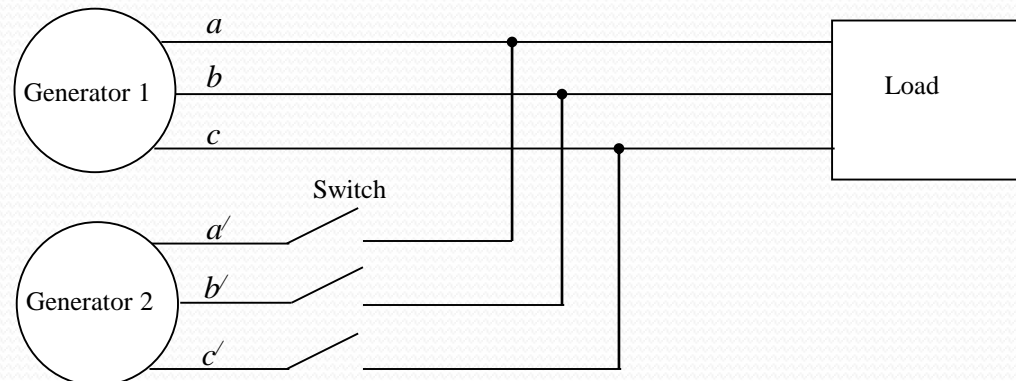 a
b
Generator 1
Load
c
Switch
a/
b/
Generator 2
c/